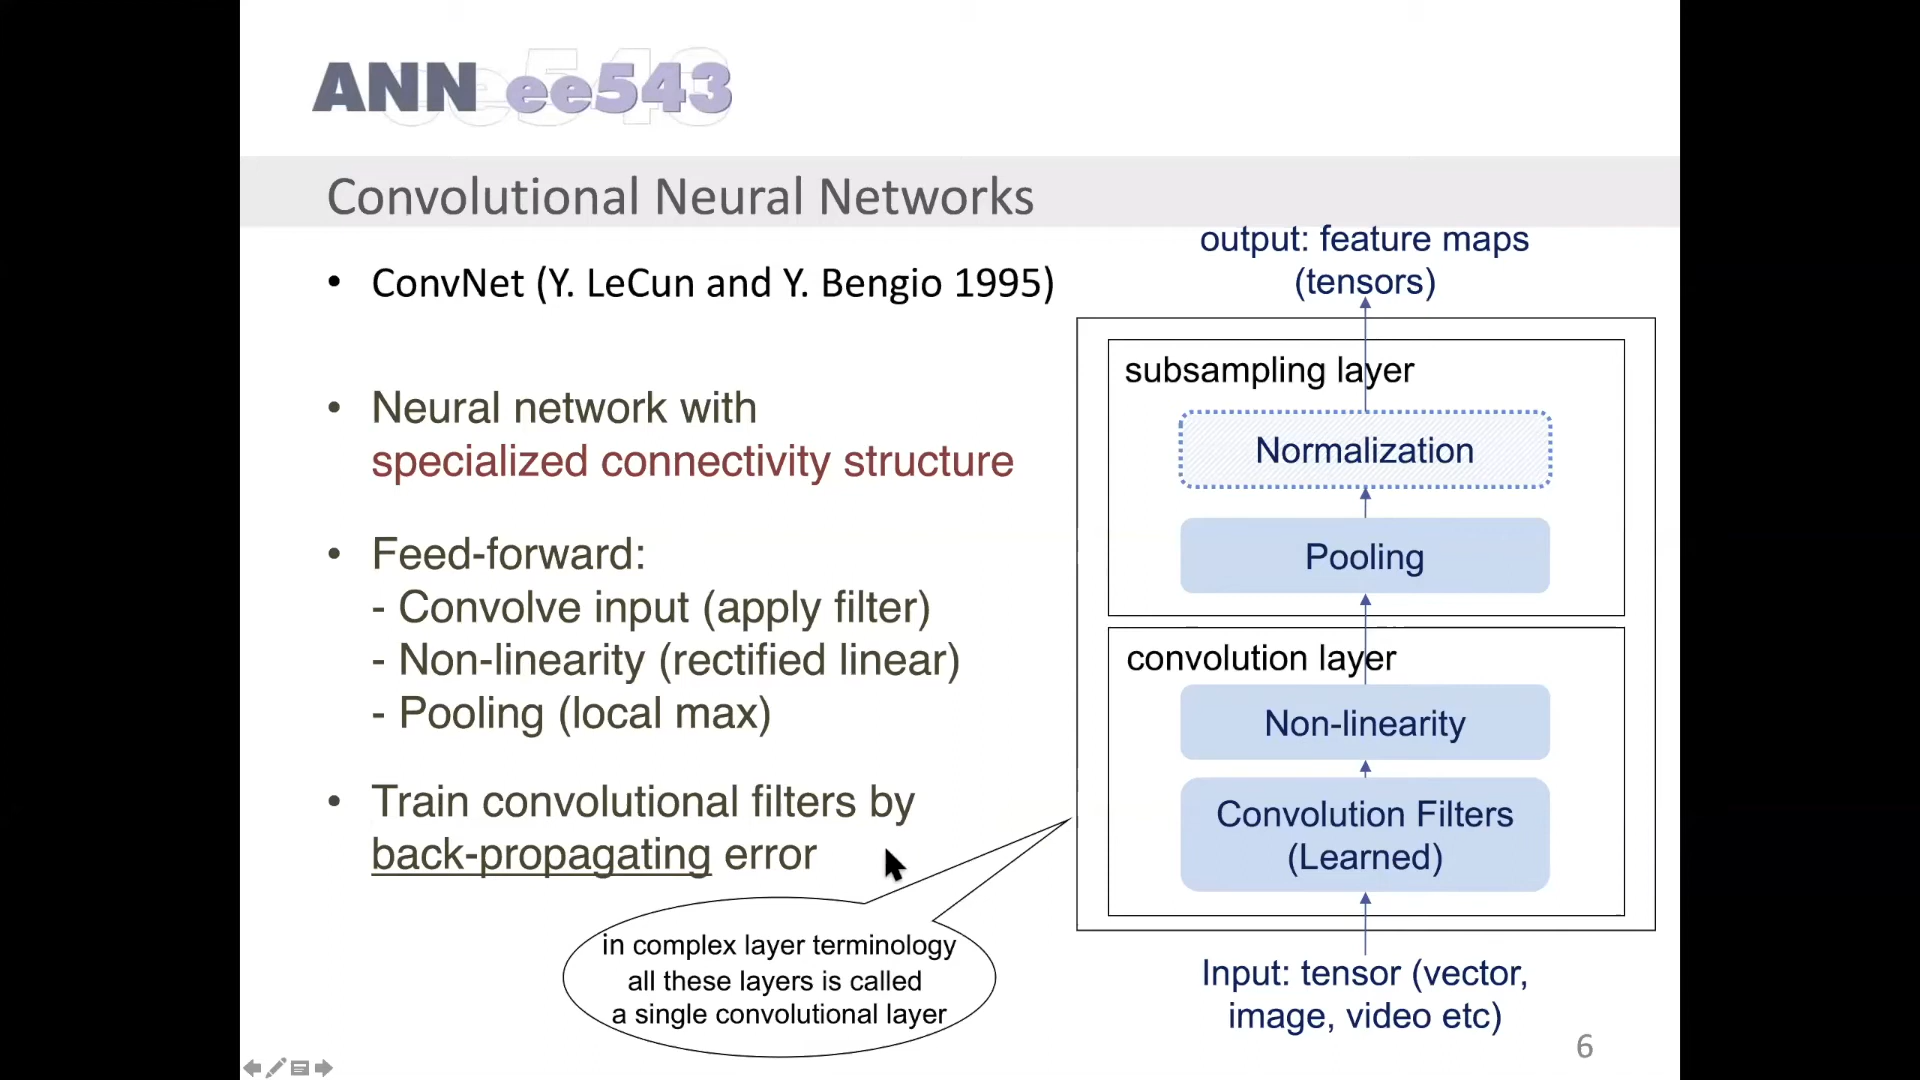 ANN ee543
Convolutional Neural Networks
• ConvNet (Y. LeCun and Y. Bengio 1995)
• Neural network with
specialized connectivity structure
• Feed-forward:
- Convolve input (apply filter)
- Non-linearity (rectified linear)
- Pooling (local max)
• Train convolutional filters by
back-propagating error
in complex layer terminology
all these layers is called
a single convolutional layer
output: feature maps
(tensors)
subsampling layer
Normalization
Pooling
convolution layer
Non-linearity
Convolution Filters
(Learned)
Input: tensor (vector,
image, video etc)
6